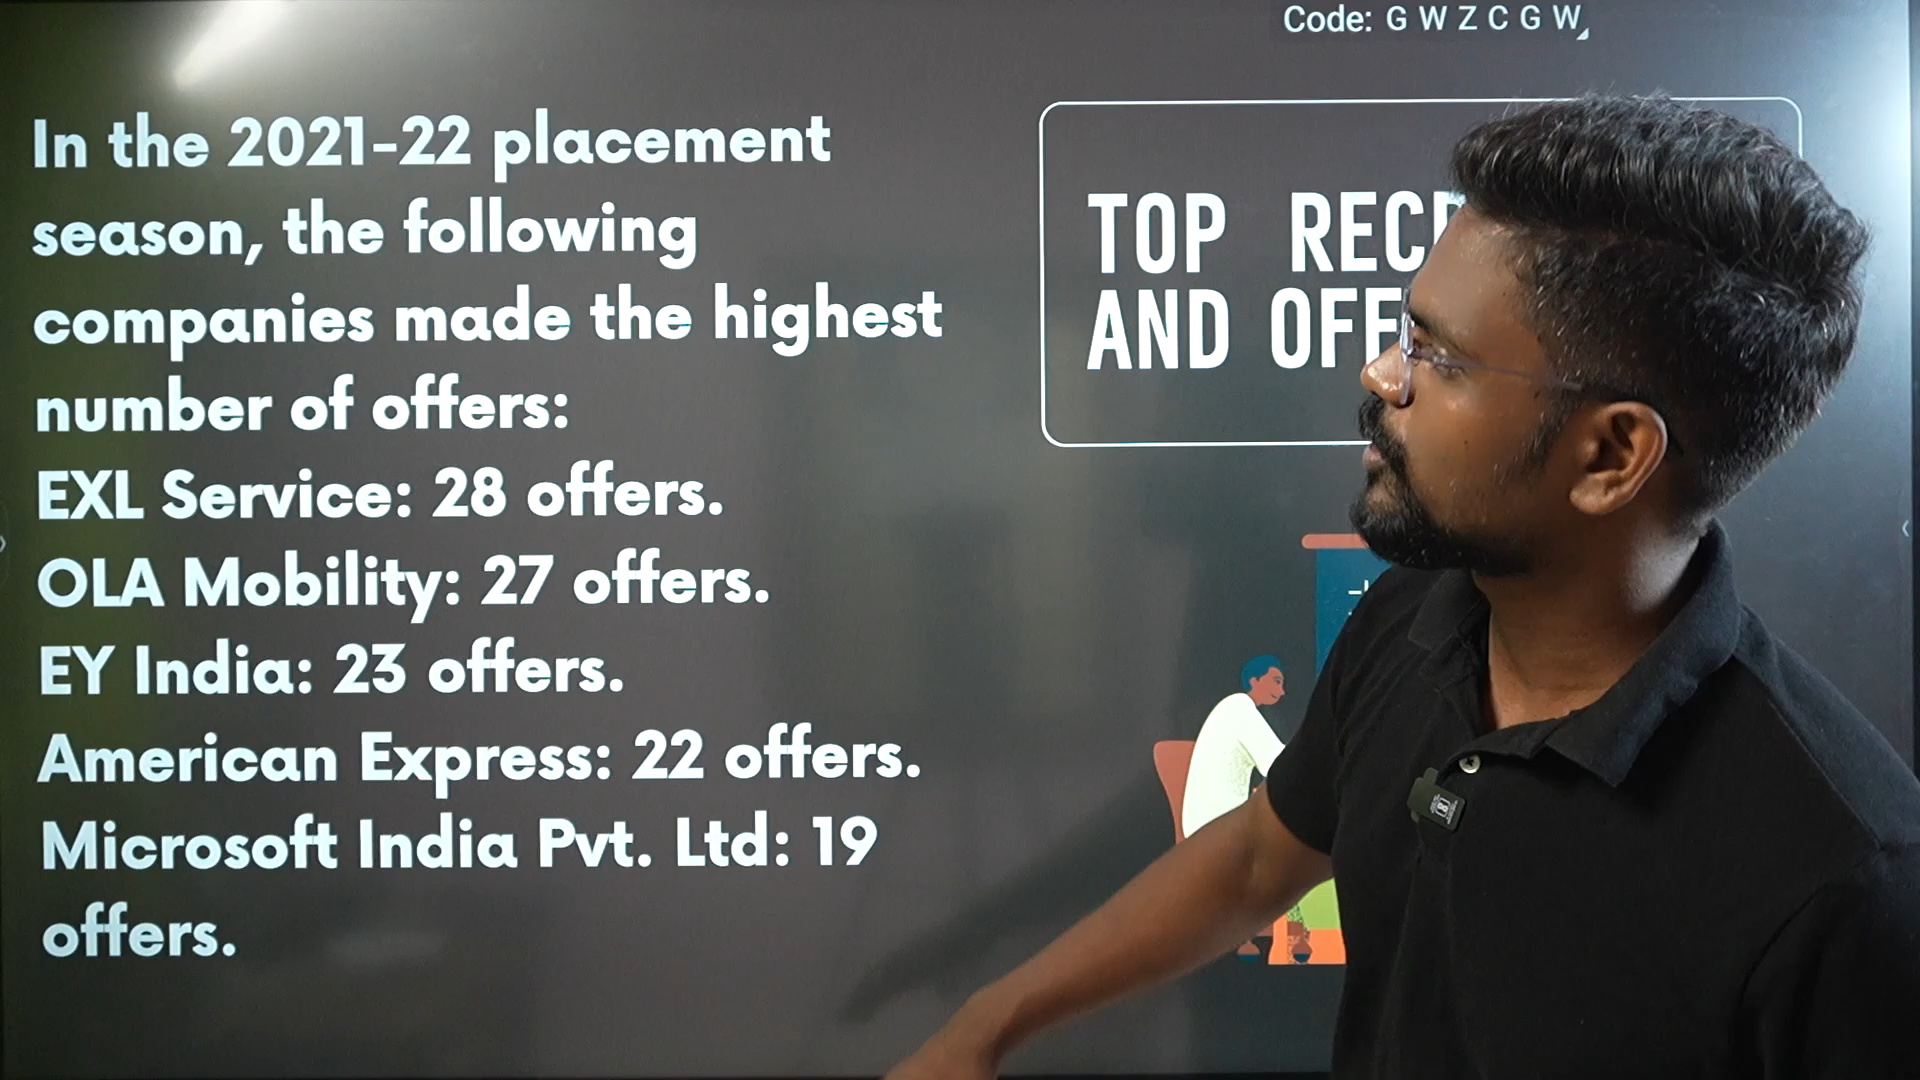 Code: G W Z C G W
In the 2021-22 placement
season, the following
companies made the highest
number of offers:
EXL Service: 28 offers.
OLA Mobility: 27 offers.
EY India: 23 offers.
American Express: 22 offers.
Microsoft India Pvt. Ltd: 19
offers.
TOP
AND